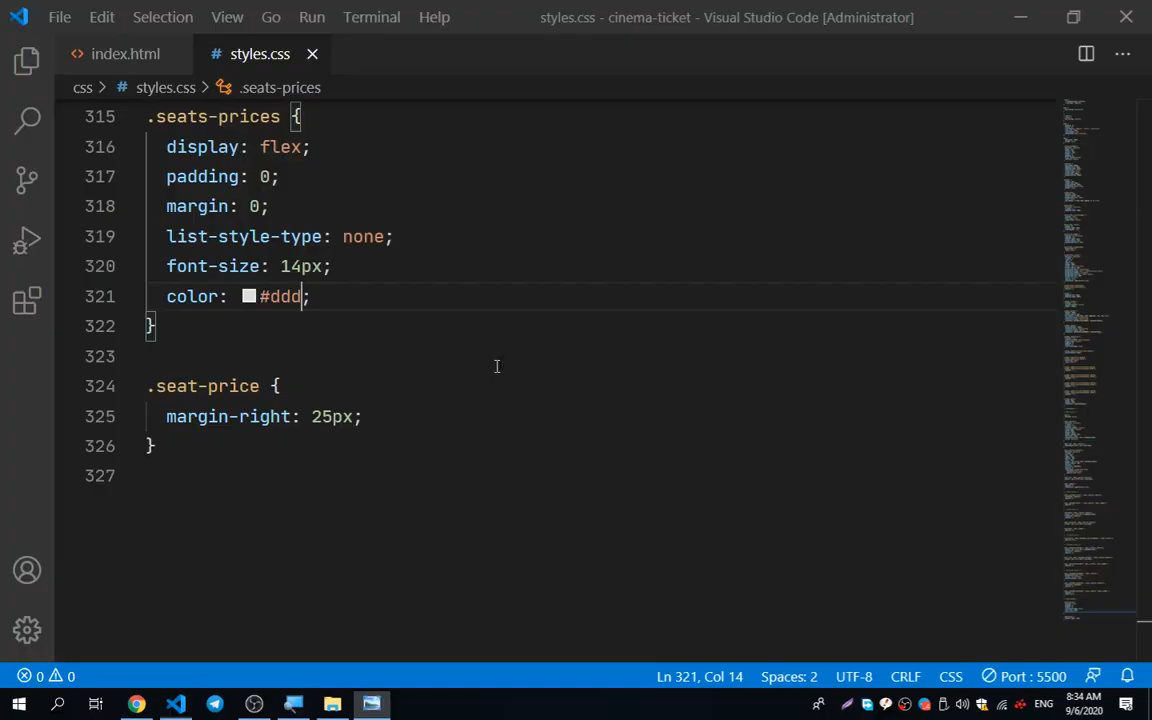 File Edit Selection View Go Run Terminal Help styles.css - cinema-ticket - Visual Studio Code [Administrator]
index.html # styles.css
css > # styles.css > .seats-prices
315 .seats-prices {
316 display: flex;
317 padding: 0;
318 margin: 0;
319 list-style-type: none;
320 font-size: 14px;
321 color: #ddd;
322 }
323
324 .seat-price {
325 margin-right: 25px;
326 }
327
0 0 Ln 321, Col 14 Spaces: 2 UTF-8 CRLF CSS Port : 5500
ENG 8:34 AM
9/6/2020